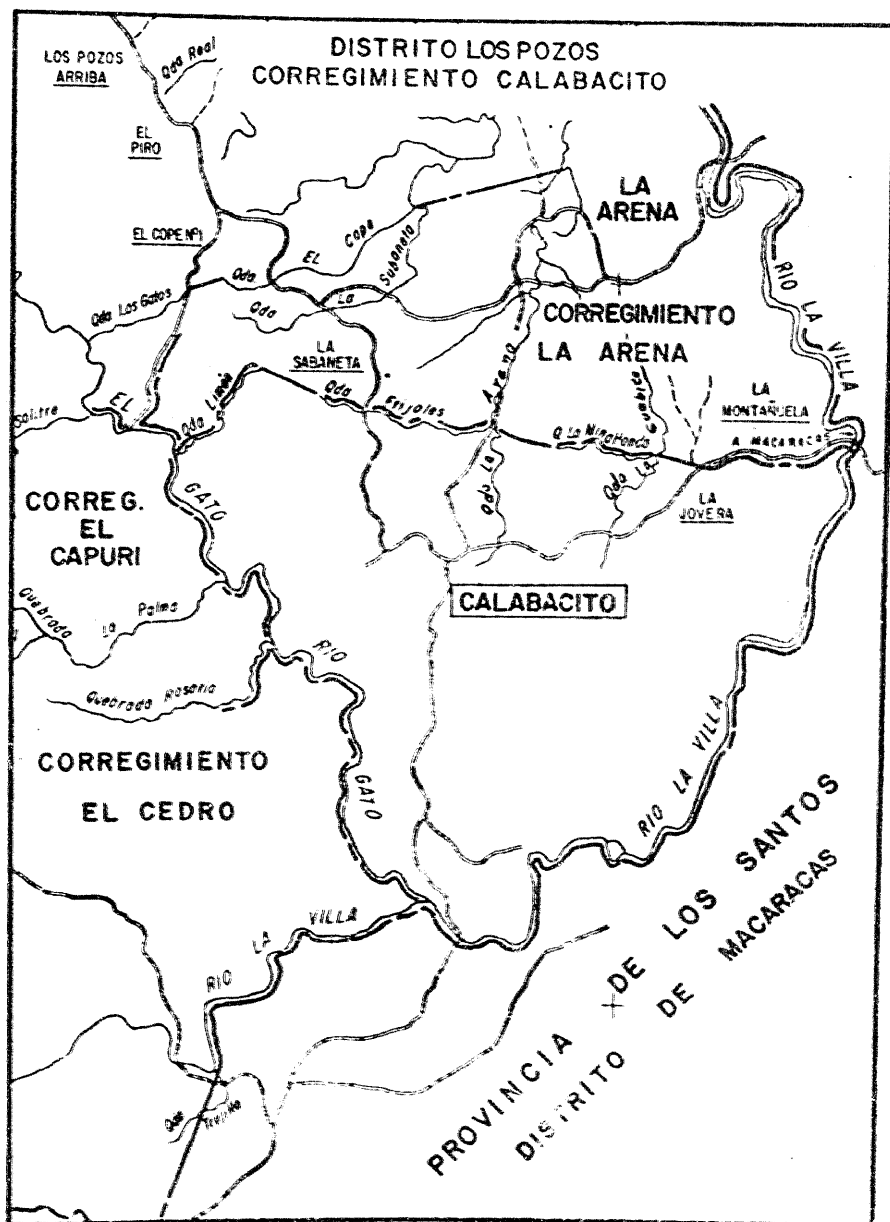 DISTRITO LOS POZOS
CORREGIMIENTO CALABACITO
LOS POZOS
ARRIBA
Qda Real
EL
PIRO
LA
ARENA
EL COPE Nº1
EL
Cope
Sabaneta
La
Qda
Qda
Qda Los Gatos
RIO LA VILLA
CORREGIMIENTO
LA ARENA
LA
SABANETA
Qda Limón
Qda
Arena
Qda La
LA
MONTAÑUELA
Q La Mina Honda
Qda La
A MACARACAS
EL
GATO
Salitre
LA
JOVERA
CORREG.
EL
CAPURI
CALABACITO
Quebrada
La Palma
RIO
GATO
Quebrada Rosario
CORREGIMIENTO
EL CEDRO
RIO LA VILLA
RIO LA VILLA
PROVINCIA DE LOS SANTOS
DISTRITO DE MACARACAS
Qda